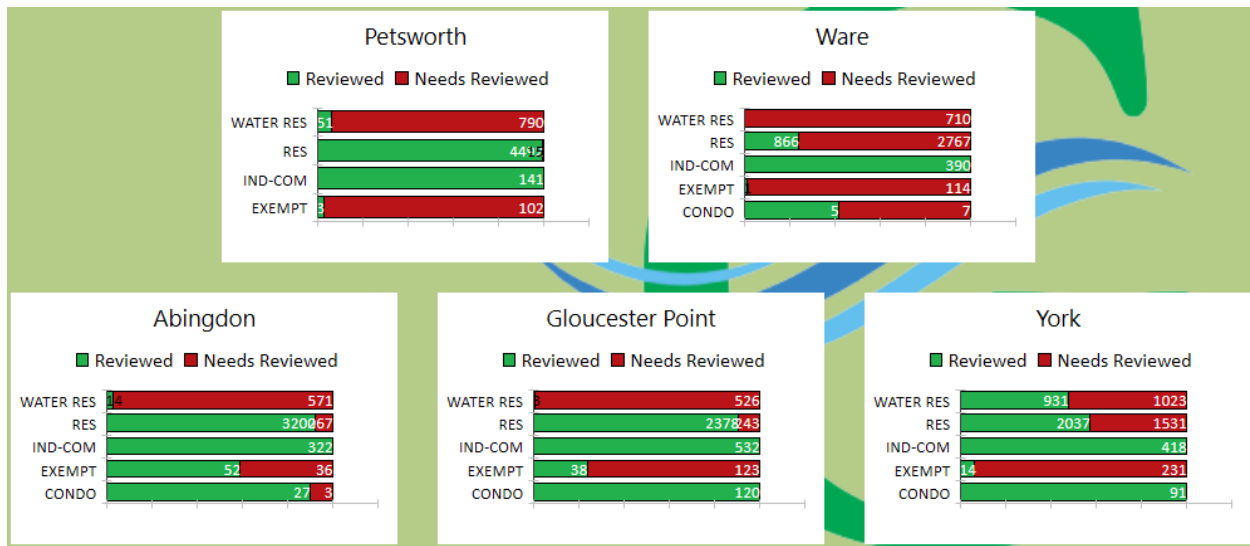 Petsworth
Reviewed Needs Reviewed
WATER RES 51 790
RES 15
IND-COM 141
EXEMPT 3 102
Ware
Reviewed Needs Reviewed
WATER RES 710
RES 866 2767
IND-COM 390
EXEMPT 1 114
CONDO 5 7
Abingdon
Reviewed Needs Reviewed
WATER RES 14 571
RES 267
IND-COM 322
EXEMPT 52 36
CONDO 27 3
Gloucester Point
Reviewed Needs Reviewed
WATER RES 526
RES 2378 243
IND-COM 532
EXEMPT 38 123
CONDO 120
York
Reviewed Needs Reviewed
WATER RES 931 1023
RES 2037 1531
IND-COM 418
EXEMPT 14 231
CONDO 91